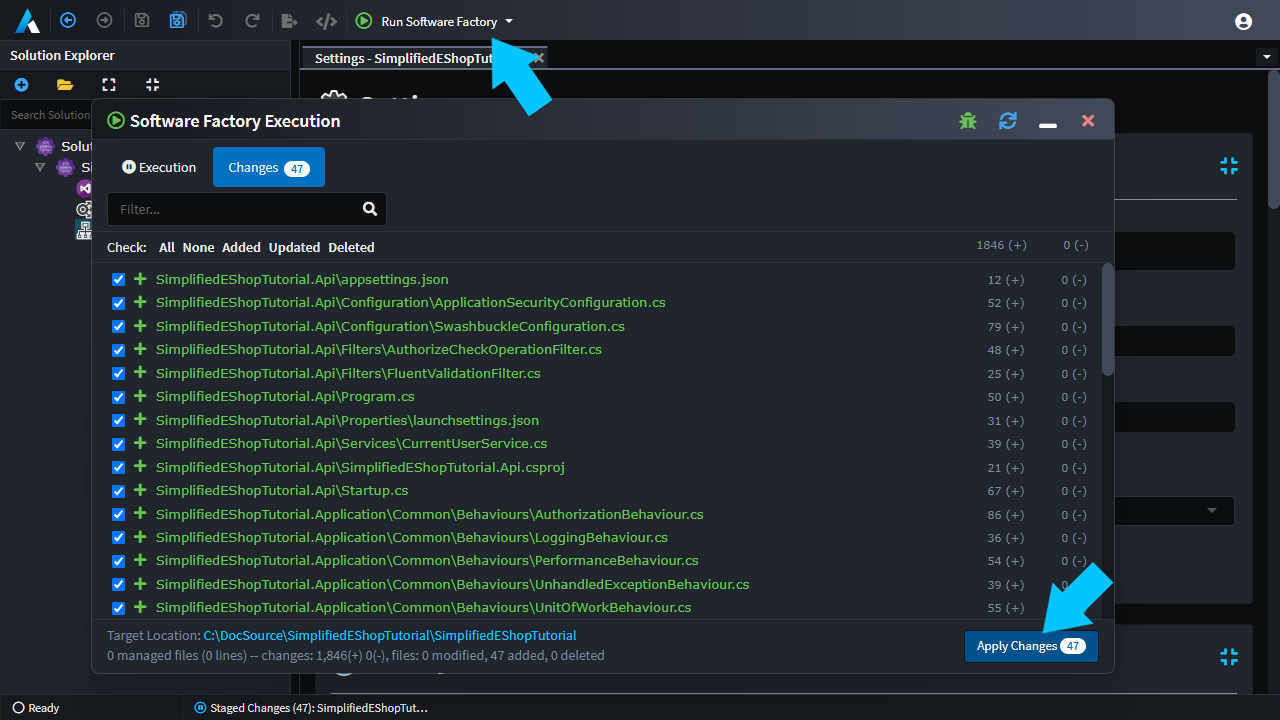 Run Software Factory
Solution Explorer
Settings - SimplifiedEShopTut
Search Solution
Software Factory Execution
Execution
Changes 47
Filter...
Check: All None Added Updated Deleted 1846 (+) 0 (-)
SimplifiedEShopTutorial.Api\appsettings.json 12 (+) 0 (-)
SimplifiedEShopTutorial.Api\Configuration\ApplicationSecurityConfiguration.cs 52 (+) 0 (-)
SimplifiedEShopTutorial.Api\Configuration\SwashbuckleConfiguration.cs 79 (+) 0 (-)
SimplifiedEShopTutorial.Api\Filters\AuthorizeCheckOperationFilter.cs 48 (+) 0 (-)
SimplifiedEShopTutorial.Api\Filters\FluentValidationFilter.cs 25 (+) 0 (-)
SimplifiedEShopTutorial.Api\Program.cs 50 (+) 0 (-)
SimplifiedEShopTutorial.Api\Properties\launchsettings.json 31 (+) 0 (-)
SimplifiedEShopTutorial.Api\Services\CurrentUserService.cs 39 (+) 0 (-)
SimplifiedEShopTutorial.Api\SimplifiedEShopTutorial.Api.csproj 21 (+) 0 (-)
SimplifiedEShopTutorial.Api\Startup.cs 67 (+) 0 (-)
SimplifiedEShopTutorial.Application\Common\Behaviours\AuthorizationBehaviour.cs 86 (+) 0 (-)
SimplifiedEShopTutorial.Application\Common\Behaviours\LoggingBehaviour.cs 36 (+) 0 (-)
SimplifiedEShopTutorial.Application\Common\Behaviours\PerformanceBehaviour.cs 54 (+) 0 (-)
SimplifiedEShopTutorial.Application\Common\Behaviours\UnhandledExceptionBehaviour.cs 39 (+) 0
SimplifiedEShopTutorial.Application\Common\Behaviours\UnitOfWorkBehaviour.cs 55 (+)
Target Location: C:\DocSource\SimplifiedEShopTutorial\SimplifiedEShopTutorial
0 managed files (0 lines) -- changes: 1,846(+) 0(-), files: 0 modified, 47 added, 0 deleted
Apply Changes 47
Ready
Staged Changes (47): SimplifiedEShopTut...